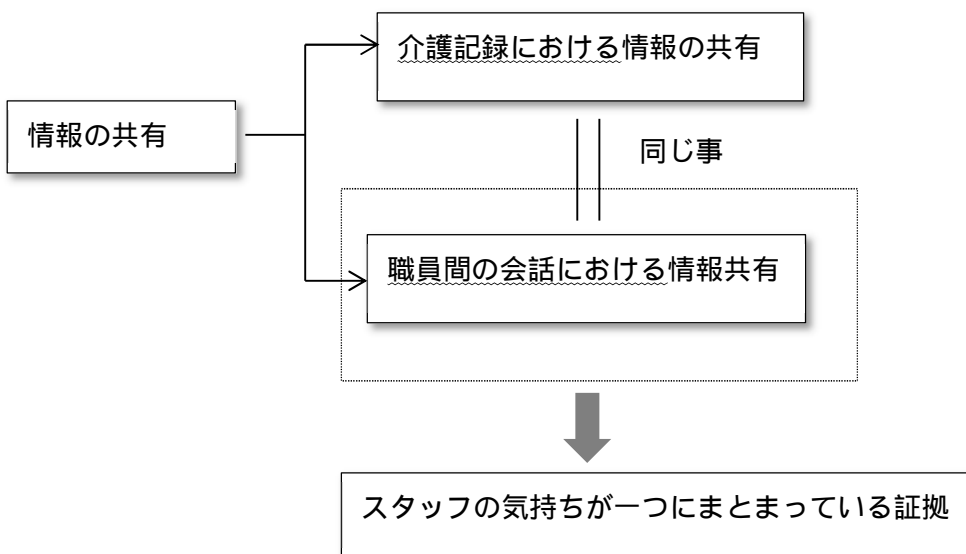 介護記録における情報の共有
情報の共有
同じ事
職員間の会話における情報共有
スタッフの気持ちが一つにまとまっている証拠